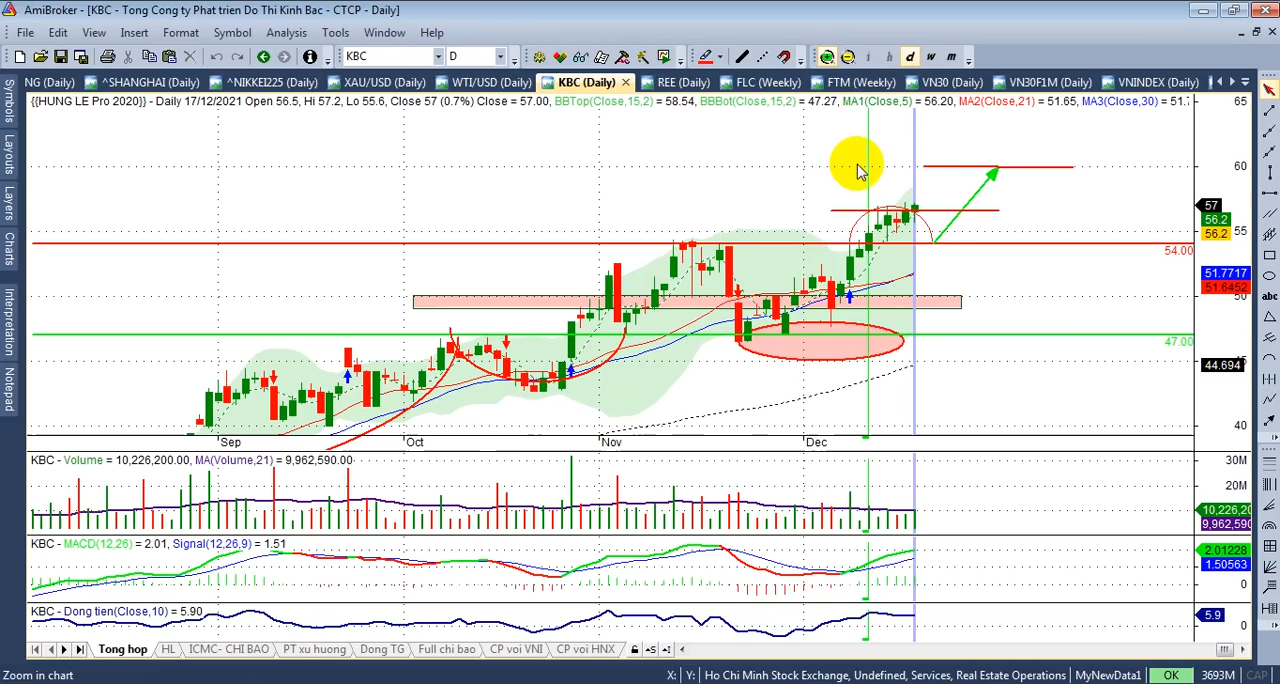 AmiBroker - [KBC - Tong Cong ty Phat trien Do Thi Kinh Bac - CTCP - Daily]
File Edit View Insert Format Symbol Analysis Tools Window Help
KBC D i h d w m
NG (Daily) ^SHANGHAI (Daily) ^NIKKEI225 (Daily) XAU/USD (Daily) WTI/USD (Daily) KBC (Daily) REE (Daily) FLC (Weekly) FTM (Weekly) VN30 (Daily) VN30F1M (Daily) VNINDEX (Daily)
Symbols
Layouts
Layers
Charts
Interpretation
Notepad
{{HUNG LE Pro 2020}} - Daily 17/12/2021 Open 56.5, Hi 57.2, Lo 55.6, Close 57 (0.7%) Close = 57.00, BBTop(Close,15,2) = 58.54, BBBot(Close,15,2) = 47.27, MA1(Close,5) = 56.20, MA2(Close,21) = 51.65, MA3(Close,30) = 51.7
65
60
57
56.2
56.2
55
54.00
51.7717
51.6452
50
47.00
45
44.694
40
Sep Oct Nov Dec
KBC - Volume = 10,226,200.00, MA(Volume,21) = 9,962,590.00
30M
20M
10,226,20
9,962,590
KBC - MACD(12,26) = 2.01, Signal(12,26,9) = 1.51
2.01228
1.50563
0
KBC - Dong tien(Close,10) = 5.90
5.9
0
Tong hop HL ICMC- CHI BAO PT xu huong Dong TG Full chi bao CP voi VNI CP voi HNX
abc
Zoom in chart X: Y: Ho Chi Minh Stock Exchange, Undefined, Services, Real Estate Operations MyNewData1 OK 3693M CAP